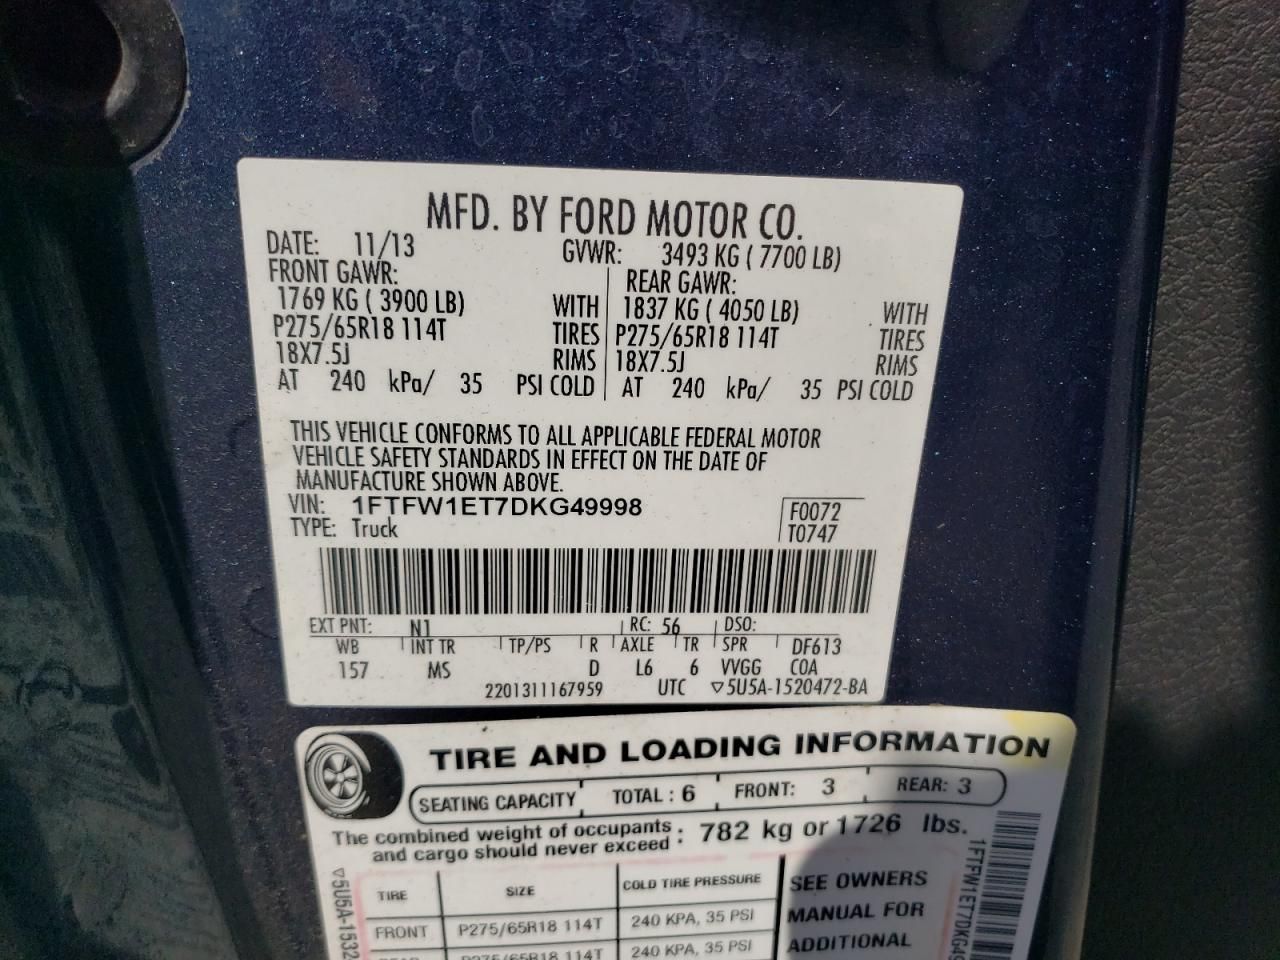 MFD. BY FORD MOTOR CO.
DATE: 11/13 GVWR: 3493 KG ( 7700 LB)
FRONT GAWR: REAR GAWR:
1769 KG ( 3900 LB) WITH 1837 KG ( 4050 LB) WITH
P275/65R18 114T TIRES P275/65R18 114T TIRES
18X7.5J RIMS 18X7.5J RIMS
AT 240 kPa/ 35 PSI COLD AT 240 kPa/ 35 PSI COLD
THIS VEHICLE CONFORMS TO ALL APPLICABLE FEDERAL MOTOR
VEHICLE SAFETY STANDARDS IN EFFECT ON THE DATE OF
MANUFACTURE SHOWN ABOVE.
VIN: 1FTFW1ET7DKG49998 F0072
TYPE: Truck T0747
EXT PNT: N1 RC: 56 DSO:
WB INT TR TP/PS R AXLE TR SPR DF613
157 MS D L6 6 VVGG COA
2201311167959 UTC ▽5U5A-1520472-BA
TIRE AND LOADING INFORMATION
SEATING CAPACITY TOTAL : 6 FRONT: 3 REAR: 3
The combined weight of occupants : 782 kg or 1726 lbs.
and cargo should never exceed
TIRE SIZE COLD TIRE PRESSURE SEE OWNERS
FRONT P275/65R18 114T 240 KPA, 35 PSI MANUAL FOR
P275/65R18 114T 240 KPA, 35 PSI ADDITIONAL
▽5U5A-1532
1FTFW1ET7DKG49